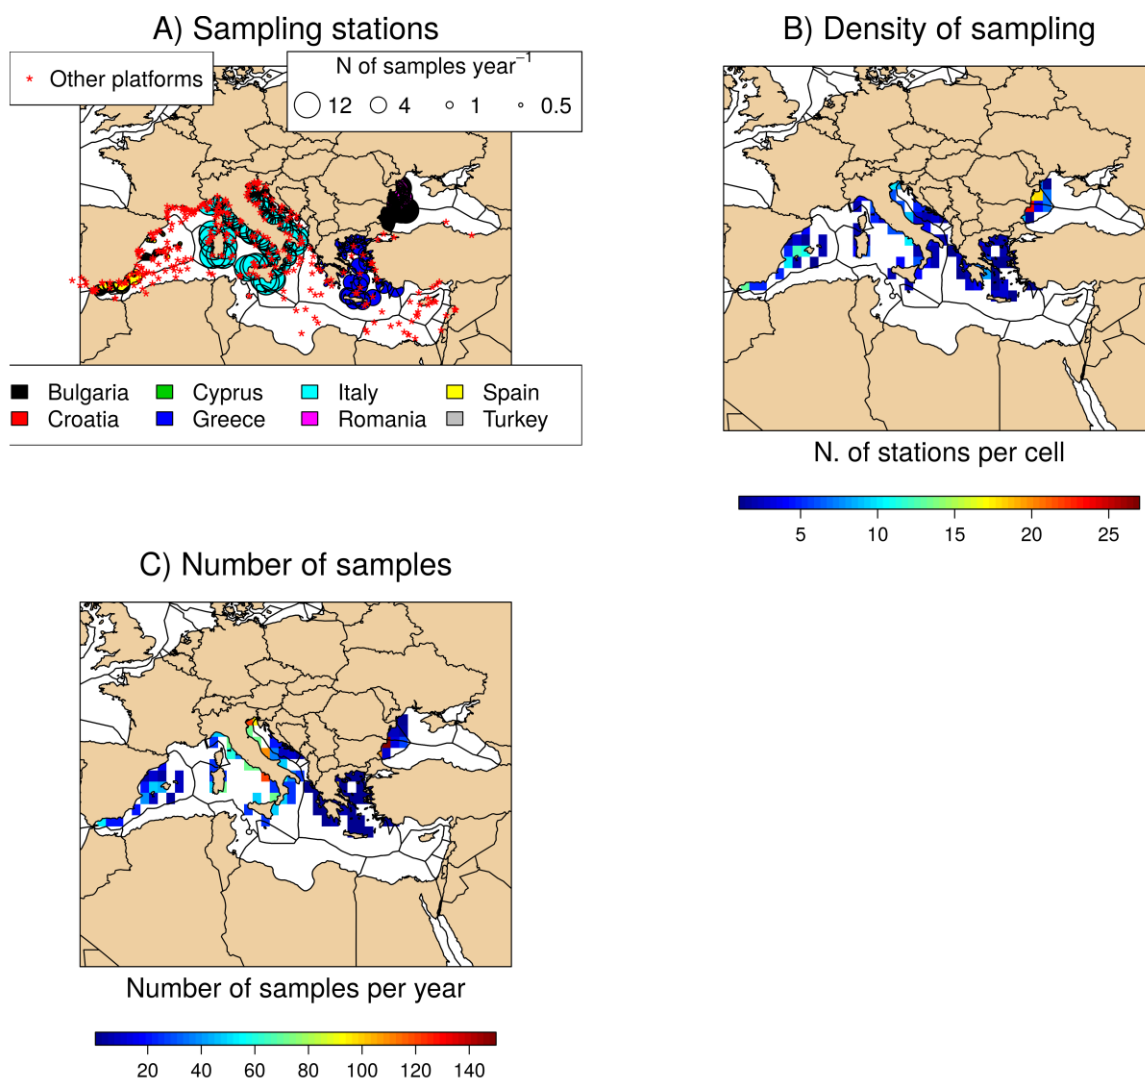 A) Sampling stations
* Other platforms
N of samples year⁻¹
12 4 1 0.5
Bulgaria Cyprus Italy Spain
Croatia Greece Romania Turkey
B) Density of sampling
N. of stations per cell
5 10 15 20 25
C) Number of samples
Number of samples per year
20 40 60 80 100 120 140